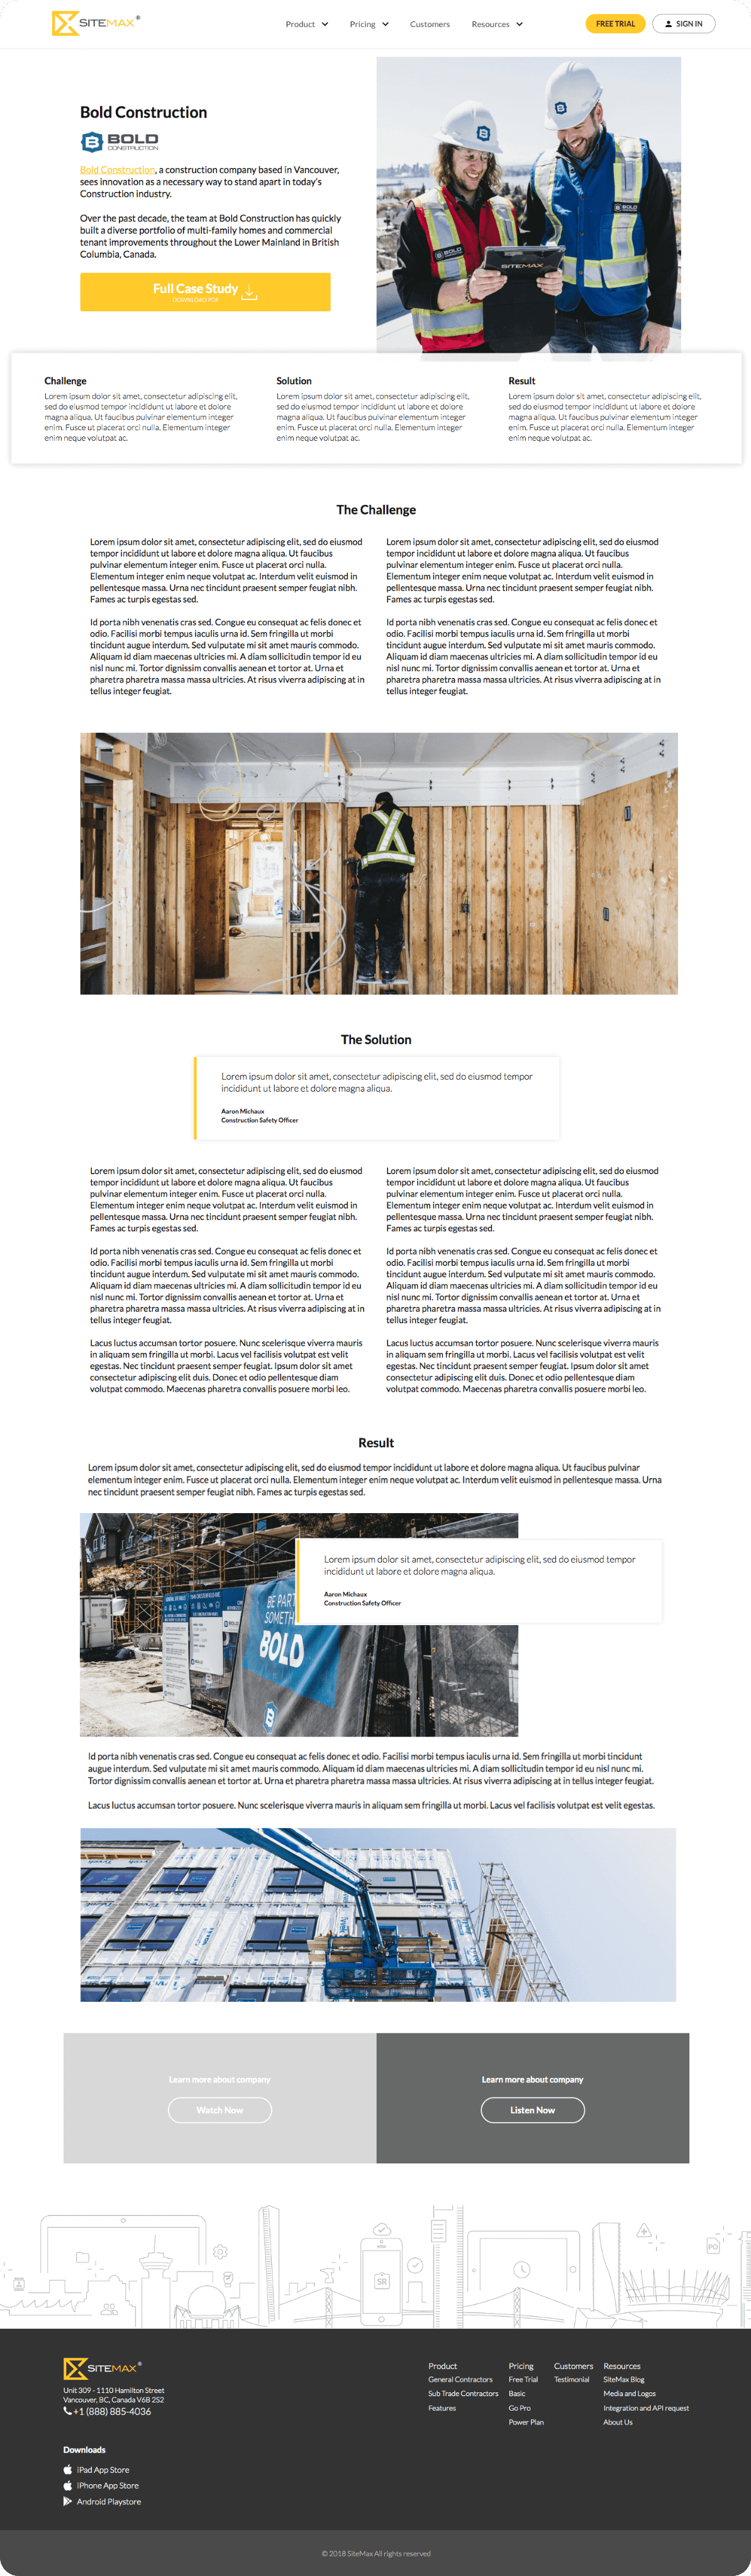 SITEMAX®
Product
Pricing
Customers
Resources
FREE TRIAL
SIGN IN
Bold Construction
BOLD
CONSTRUCTION
Bold Construction, a construction company based in Vancouver,
sees innovation as a necessary way to stand apart in today's
Construction industry.
Over the past decade, the team at Bold Construction has quickly
built a diverse portfolio of multi-family homes and commercial
tenant improvements throughout the Lower Mainland in British
Columbia, Canada.
Full Case Study
DOWNLOAD PDF
BOLD
BOLD
SITEMAX
Challenge
Lorem ipsum dolor sit amet, consectetur adipiscing elit,
sed do eiusmod tempor incididunt ut labore et dolore
magna aliqua. Ut faucibus pulvinar elementum integer
enim. Fusce ut placerat orci nulla. Elementum integer
enim neque volutpat ac.
Solution
Lorem ipsum dolor sit amet, consectetur adipiscing elit,
sed do eiusmod tempor incididunt ut labore et dolore
magna aliqua. Ut faucibus pulvinar elementum integer
enim. Fusce ut placerat orci nulla. Elementum integer
enim neque volutpat ac.
Result
Lorem ipsum dolor sit amet, consectetur adipiscing elit,
sed do eiusmod tempor incididunt ut labore et dolore
magna aliqua. Ut faucibus pulvinar elementum integer
enim. Fusce ut placerat orci nulla. Elementum integer
enim neque volutpat ac.
The Challenge
Lorem ipsum dolor sit amet, consectetur adipiscing elit, sed do eiusmod
tempor incididunt ut labore et dolore magna aliqua. Ut faucibus
pulvinar elementum integer enim. Fusce ut placerat orci nulla.
Elementum integer enim neque volutpat ac. Interdum velit euismod in
pellentesque massa. Urna nec tincidunt praesent semper feugiat nibh.
Fames ac turpis egestas sed.
Id porta nibh venenatis cras sed. Congue eu consequat ac felis donec et
odio. Facilisi morbi tempus iaculis urna id. Sem fringilla ut morbi
tincidunt augue interdum. Sed vulputate mi sit amet mauris commodo.
Aliquam id diam maecenas ultricies mi. A diam sollicitudin tempor id eu
nisl nunc mi. Tortor dignissim convallis aenean et tortor at. Urna et
pharetra pharetra massa massa ultricies. At risus viverra adipiscing at in
tellus integer feugiat.
Lorem ipsum dolor sit amet, consectetur adipiscing elit, sed do eiusmod
tempor incididunt ut labore et dolore magna aliqua. Ut faucibus
pulvinar elementum integer enim. Fusce ut placerat orci nulla.
Elementum integer enim neque volutpat ac. Interdum velit euismod in
pellentesque massa. Urna nec tincidunt praesent semper feugiat nibh.
Fames ac turpis egestas sed.
Id porta nibh venenatis cras sed. Congue eu consequat ac felis donec et
odio. Facilisi morbi tempus iaculis urna id. Sem fringilla ut morbi
tincidunt augue interdum. Sed vulputate mi sit amet mauris commodo.
Aliquam id diam maecenas ultricies mi. A diam sollicitudin tempor id eu
nisl nunc mi. Tortor dignissim convallis aenean et tortor at. Urna et
pharetra pharetra massa massa ultricies. At risus viverra adipiscing at in
tellus integer feugiat.
The Solution
Lorem ipsum dolor sit amet, consectetur adipiscing elit, sed do eiusmod tempor
incididunt ut labore et dolore magna aliqua.
Aaron Michaux
Construction Safety Officer
Lorem ipsum dolor sit amet, consectetur adipiscing elit, sed do eiusmod
tempor incididunt ut labore et dolore magna aliqua. Ut faucibus
pulvinar elementum integer enim. Fusce ut placerat orci nulla.
Elementum integer enim neque volutpat ac. Interdum velit euismod in
pellentesque massa. Urna nec tincidunt praesent semper feugiat nibh.
Fames ac turpis egestas sed.
Id porta nibh venenatis cras sed. Congue eu consequat ac felis donec et
odio. Facilisi morbi tempus iaculis urna id. Sem fringilla ut morbi
tincidunt augue interdum. Sed vulputate mi sit amet mauris commodo.
Aliquam id diam maecenas ultricies mi. A diam sollicitudin tempor id eu
nisl nunc mi. Tortor dignissim convallis aenean et tortor at. Urna et
pharetra pharetra massa massa ultricies. At risus viverra adipiscing at in
tellus integer feugiat.
Lacus luctus accumsan tortor posuere. Nunc scelerisque viverra mauris
in aliquam sem fringilla ut morbi. Lacus vel facilisis volutpat est velit
egestas. Nec tincidunt praesent semper feugiat. Ipsum dolor sit amet
consectetur adipiscing elit duis. Donec et odio pellentesque diam
volutpat commodo. Maecenas pharetra convallis posuere morbi leo.
Lorem ipsum dolor sit amet, consectetur adipiscing elit, sed do eiusmod
tempor incididunt ut labore et dolore magna aliqua. Ut faucibus
pulvinar elementum integer enim. Fusce ut placerat orci nulla.
Elementum integer enim neque volutpat ac. Interdum velit euismod in
pellentesque massa. Urna nec tincidunt praesent semper feugiat nibh.
Fames ac turpis egestas sed.
Id porta nibh venenatis cras sed. Congue eu consequat ac felis donec et
odio. Facilisi morbi tempus iaculis urna id. Sem fringilla ut morbi
tincidunt augue interdum. Sed vulputate mi sit amet mauris commodo.
Aliquam id diam maecenas ultricies mi. A diam sollicitudin tempor id eu
nisl nunc mi. Tortor dignissim convallis aenean et tortor at. Urna et
pharetra pharetra massa massa ultricies. At risus viverra adipiscing at in
tellus integer feugiat.
Lacus luctus accumsan tortor posuere. Nunc scelerisque viverra mauris
in aliquam sem fringilla ut morbi. Lacus vel facilisis volutpat est velit
egestas. Nec tincidunt praesent semper feugiat. Ipsum dolor sit amet
consectetur adipiscing elit duis. Donec et odio pellentesque diam
volutpat commodo. Maecenas pharetra convallis posuere morbi leo.
Result
Lorem ipsum dolor sit amet, consectetur adipiscing elit, sed do eiusmod tempor incididunt ut labore et dolore magna aliqua. Ut faucibus pulvinar
elementum integer enim. Fusce ut placerat orci nulla. Elementum integer enim neque volutpat ac. Interdum velit euismod in pellentesque massa. Urna
nec tincidunt praesent semper feugiat nibh. Fames ac turpis egestas sed.
BE PART
SOMETH
BOLD
Lorem ipsum dolor sit amet, consectetur adipiscing elit, sed do eiusmod tempor
incididunt ut labore et dolore magna aliqua.
Aaron Michaux
Construction Safety Officer
Id porta nibh venenatis cras sed. Congue eu consequat ac felis donec et odio. Facilisi morbi tempus iaculis urna id. Sem fringilla ut morbi tincidunt
augue interdum. Sed vulputate mi sit amet mauris commodo. Aliquam id diam maecenas ultricies mi. A diam sollicitudin tempor id eu nisl nunc mi.
Tortor dignissim convallis aenean et tortor at. Urna et pharetra pharetra massa massa ultricies. At risus viverra adipiscing at in tellus integer feugiat.
Lacus luctus accumsan tortor posuere. Nunc scelerisque viverra mauris in aliquam sem fringilla ut morbi. Lacus vel facilisis volutpat est velit egestas.
Learn more about company
Watch Now
Learn more about company
Listen Now
SR
PO
SITEMAX®
Unit 309 - 1110 Hamilton Street
Vancouver, BC, Canada V6B 2S2
+1 (888) 885-4036
Downloads
iPad App Store
iPhone App Store
Android Playstore
Product
General Contractors
Sub Trade Contractors
Features
Pricing
Free Trial
Basic
Go Pro
Power Plan
Customers
Testimonial
Resources
SiteMax Blog
Media and Logos
Integration and API request
About Us
© 2018 SiteMax All rights reserved